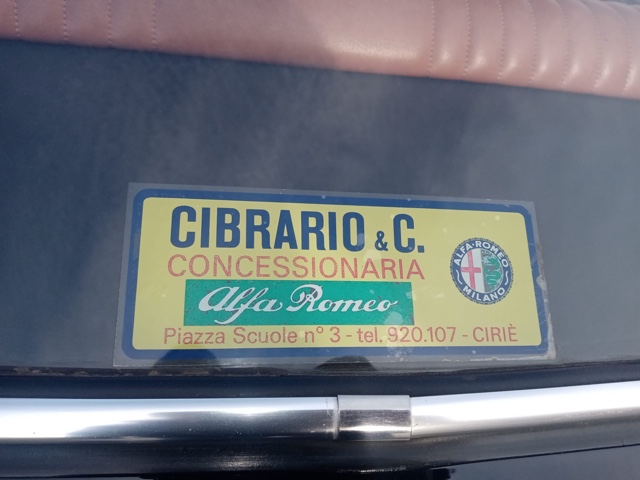 CIBRARIO & C.
CONCESSIONARIA
Alfa Romeo
Piazza Scuole n° 3 - tel. 920.107 - CIRIÈ
ALFA-ROMEO
MILANO